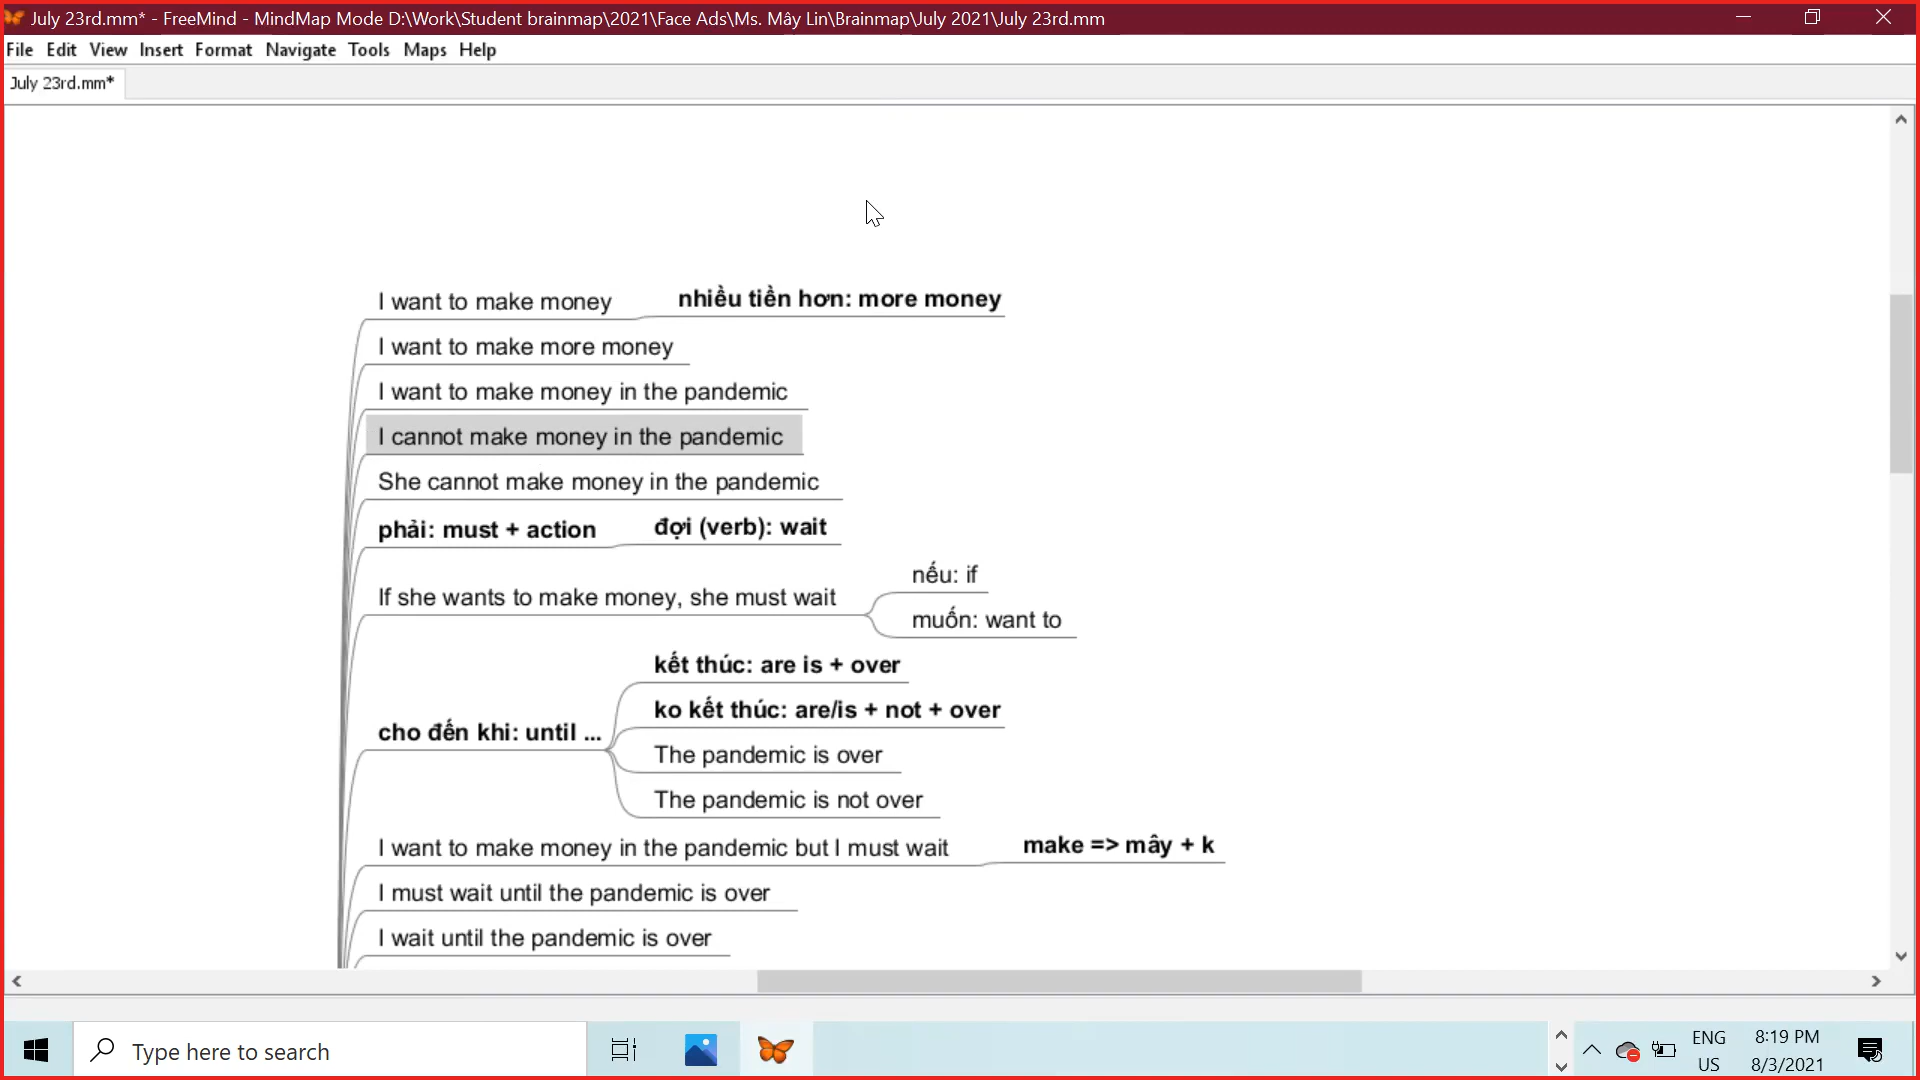 July 23rd.mm* - FreeMind - MindMap Mode D:\Work\Student brainmap\2021\Face Ads\Ms. Mây Lin\Brainmap\July 2021\July 23rd.mm
File Edit View Insert Format Navigate Tools Maps Help
July 23rd.mm*
I want to make money
nhiều tiền hơn: more money
I want to make more money
I want to make money in the pandemic
I cannot make money in the pandemic
She cannot make money in the pandemic
phải: must + action
đợi (verb): wait
If she wants to make money, she must wait
nếu: if
muốn: want to
cho đến khi: until ...
kết thúc: are is + over
ko kết thúc: are/is + not + over
The pandemic is over
The pandemic is not over
I want to make money in the pandemic but I must wait
make => mây + k
I must wait until the pandemic is over
I wait until the pandemic is over
Type here to search
ENG
US
8:19 PM
8/3/2021